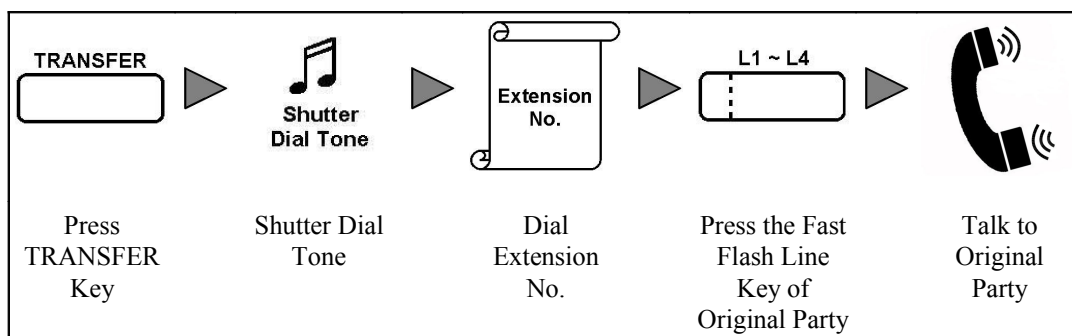 TRANSFER
Shutter
Dial Tone
Extension
No.
L1 ~ L4
Press
TRANSFER
Key
Shutter Dial
Tone
Dial
Extension
No.
Press the Fast
Flash Line
Key of
Original Party
Talk to
Original
Party